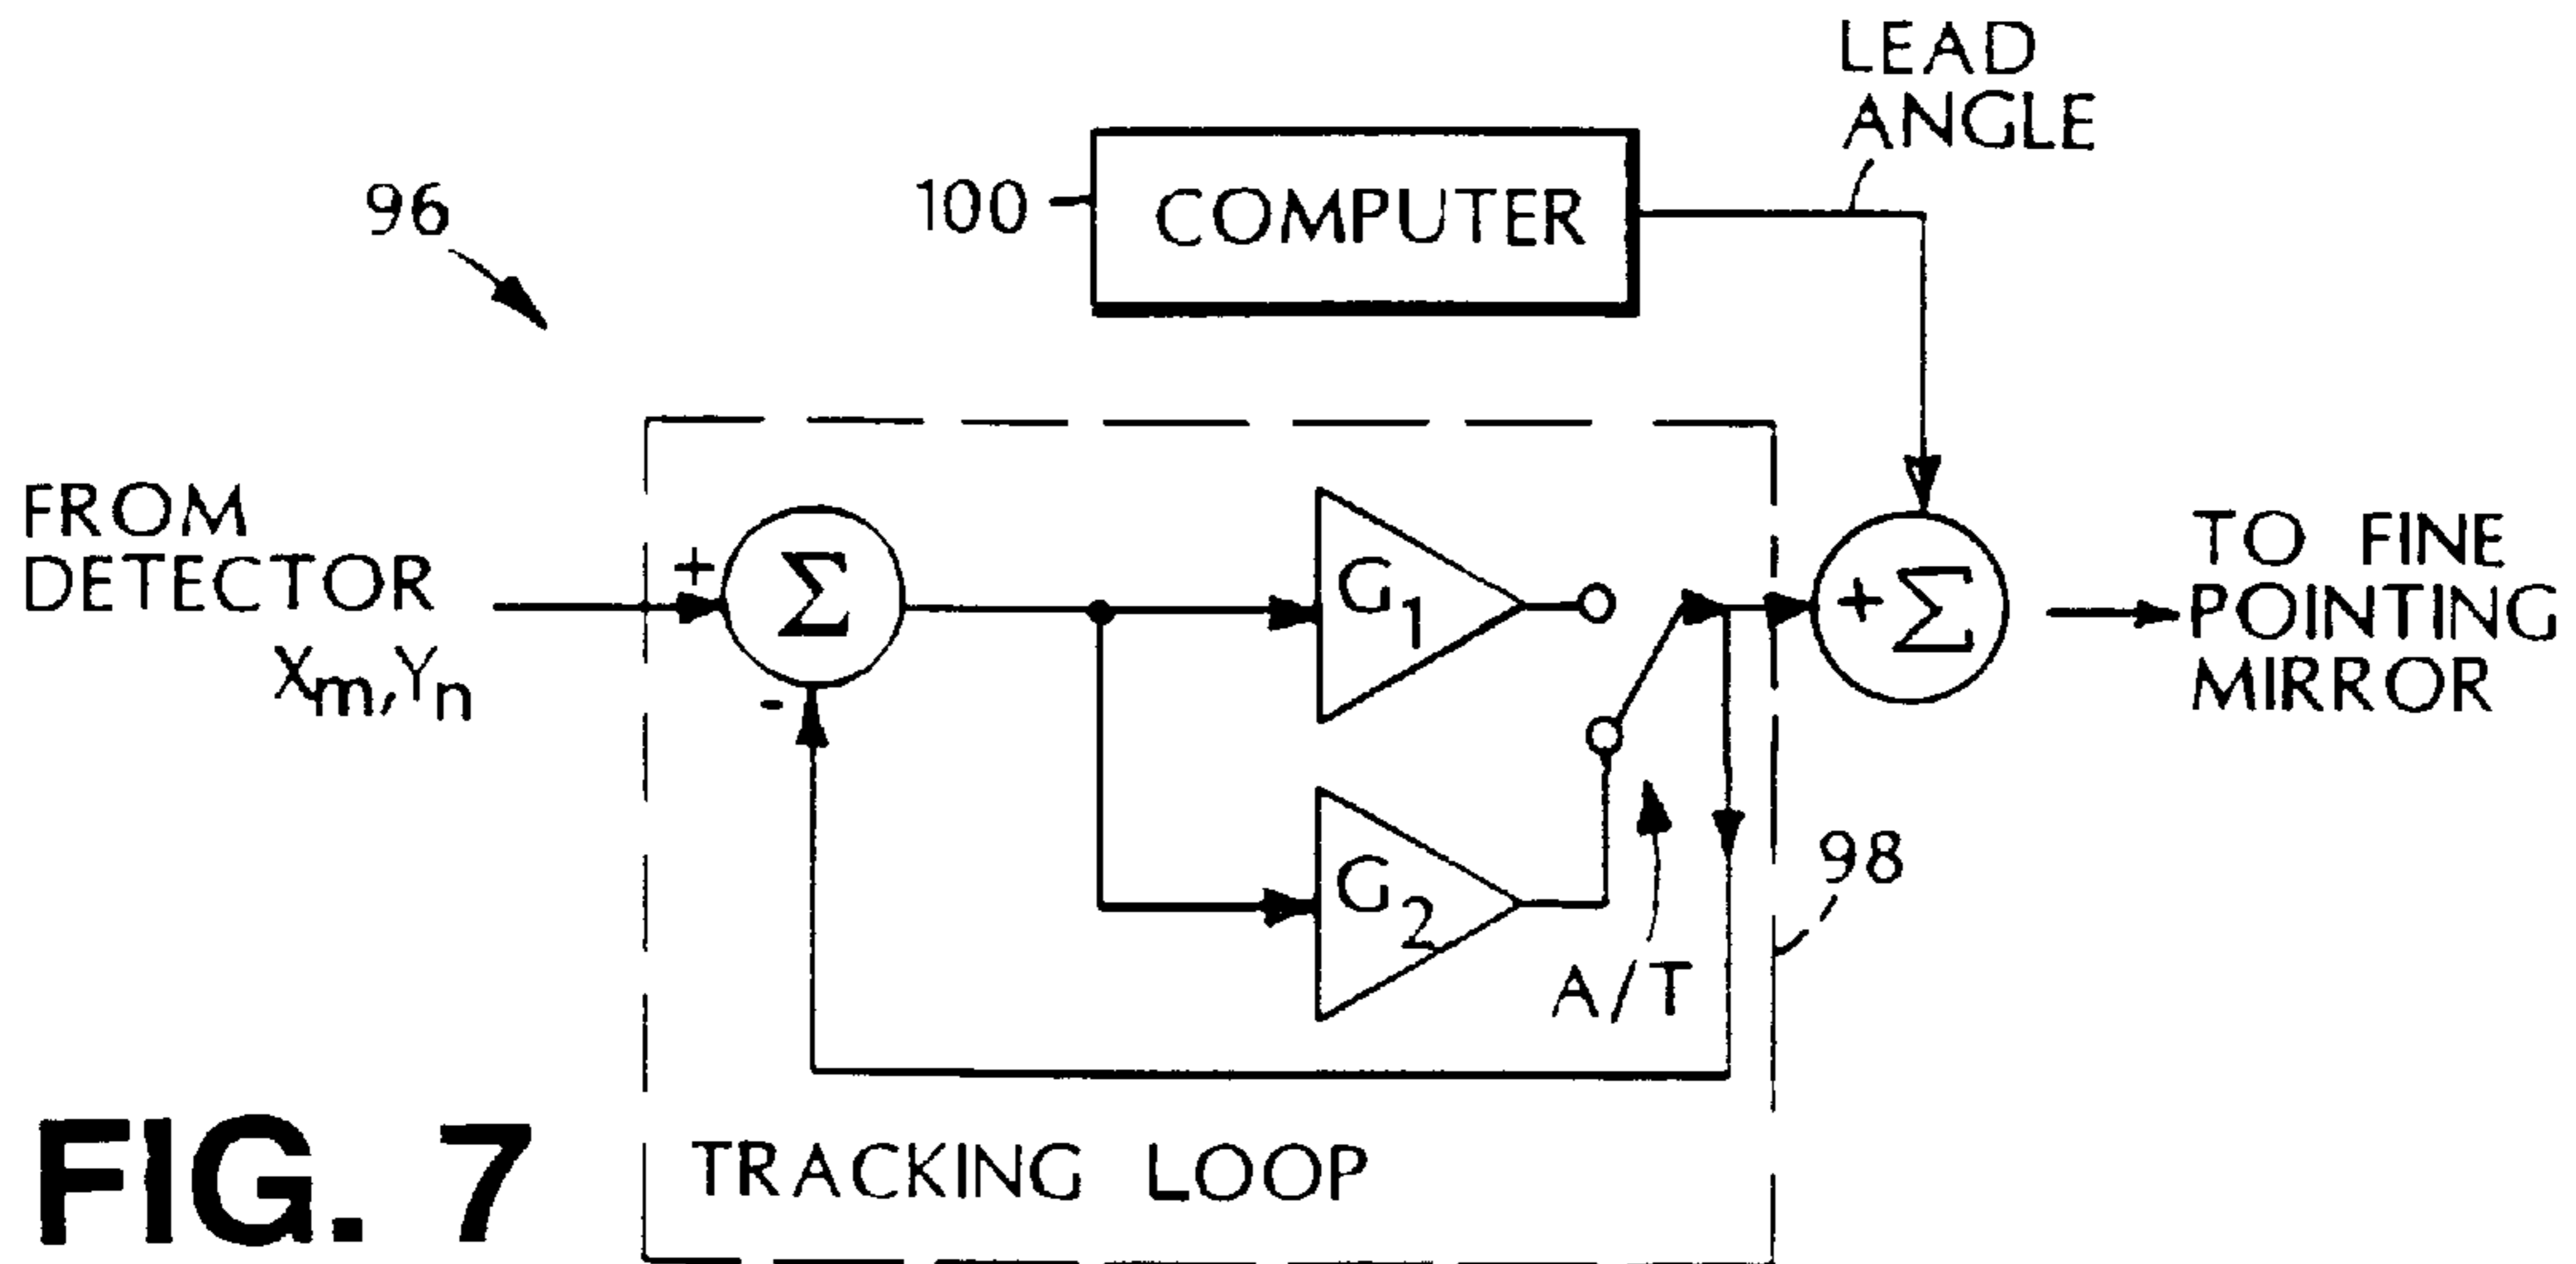 LEAD
ANGLE
96
100
COMPUTER
FROM
DETECTOR
Xm,Yn
+
Σ
-
G1
G2
A/T
+Σ
TO FINE
POINTING
MIRROR
98
TRACKING LOOP
FIG. 7